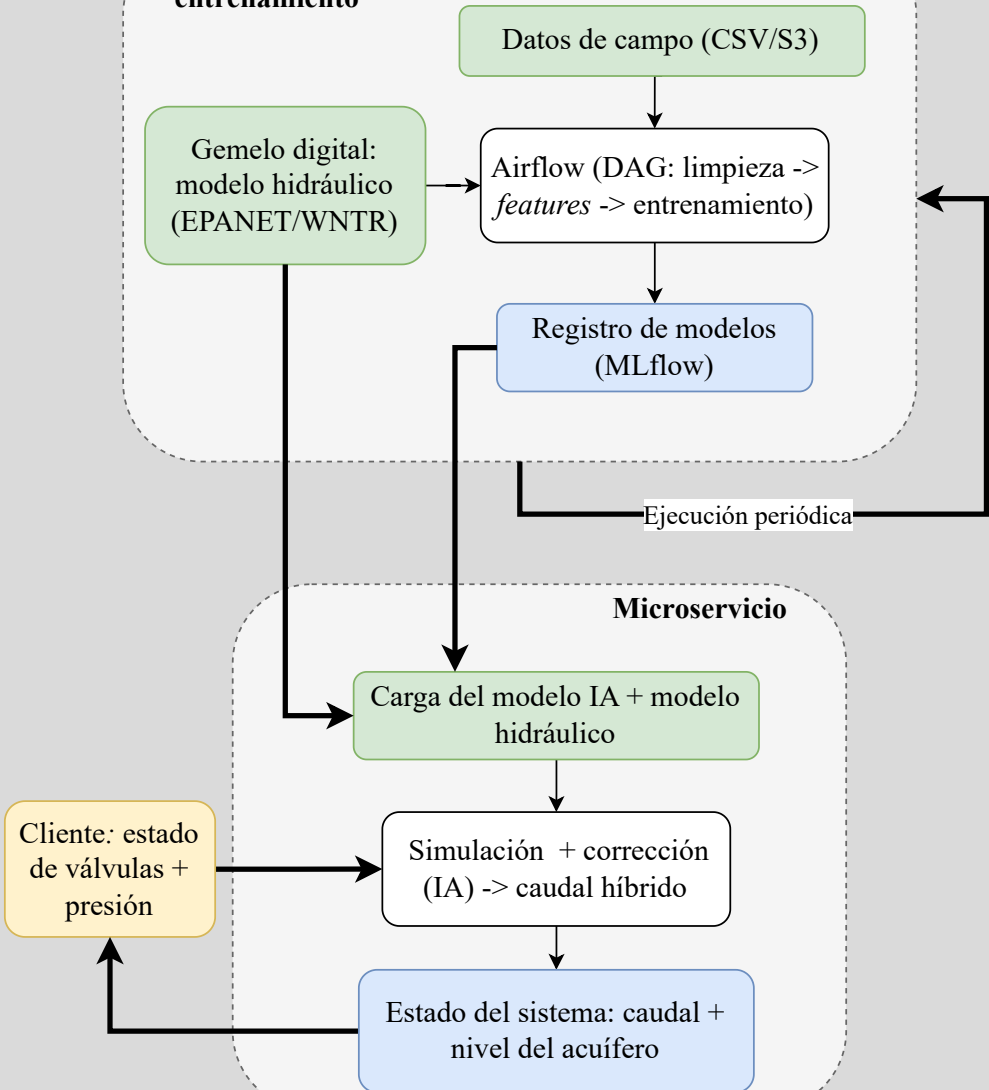 entrenamiento
Datos de campo (CSV/S3)
Gemelo digital:
modelo hidráulico
(EPANET/WNTR)
Airflow (DAG: limpieza ->
features -> entrenamiento)
Registro de modelos
(MLflow)
Ejecución periódica
Microservicio
Carga del modelo IA + modelo
hidráulico
Cliente: estado
de válvulas +
presión
Simulación + corrección
(IA) -> caudal híbrido
Estado del sistema: caudal +
nivel del acuífero